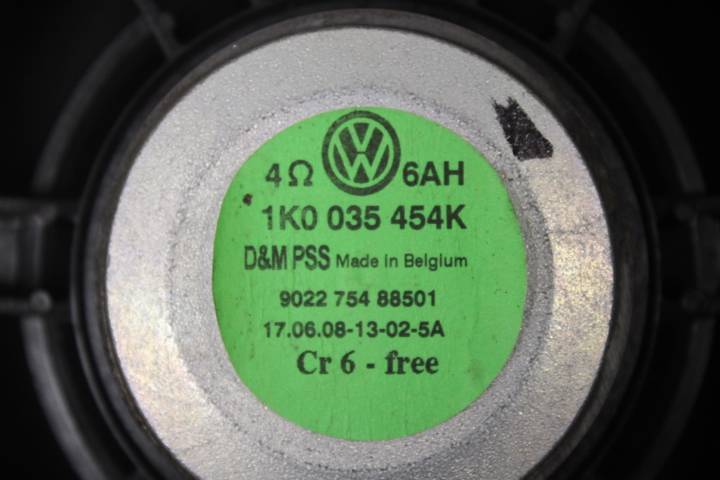 4Ω VW 6AH
1K0 035 454K
D&M PSS Made in Belgium
9022 754 88501
17.06.08-13-02-5A
Cr 6 - free